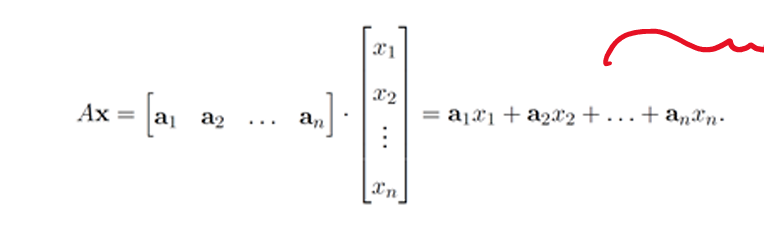 Ax = [a₁ a₂ … aₙ] · [x₁ x₂ ⋮ xₙ] = a₁x₁ + a₂x₂ + … + aₙxₙ.